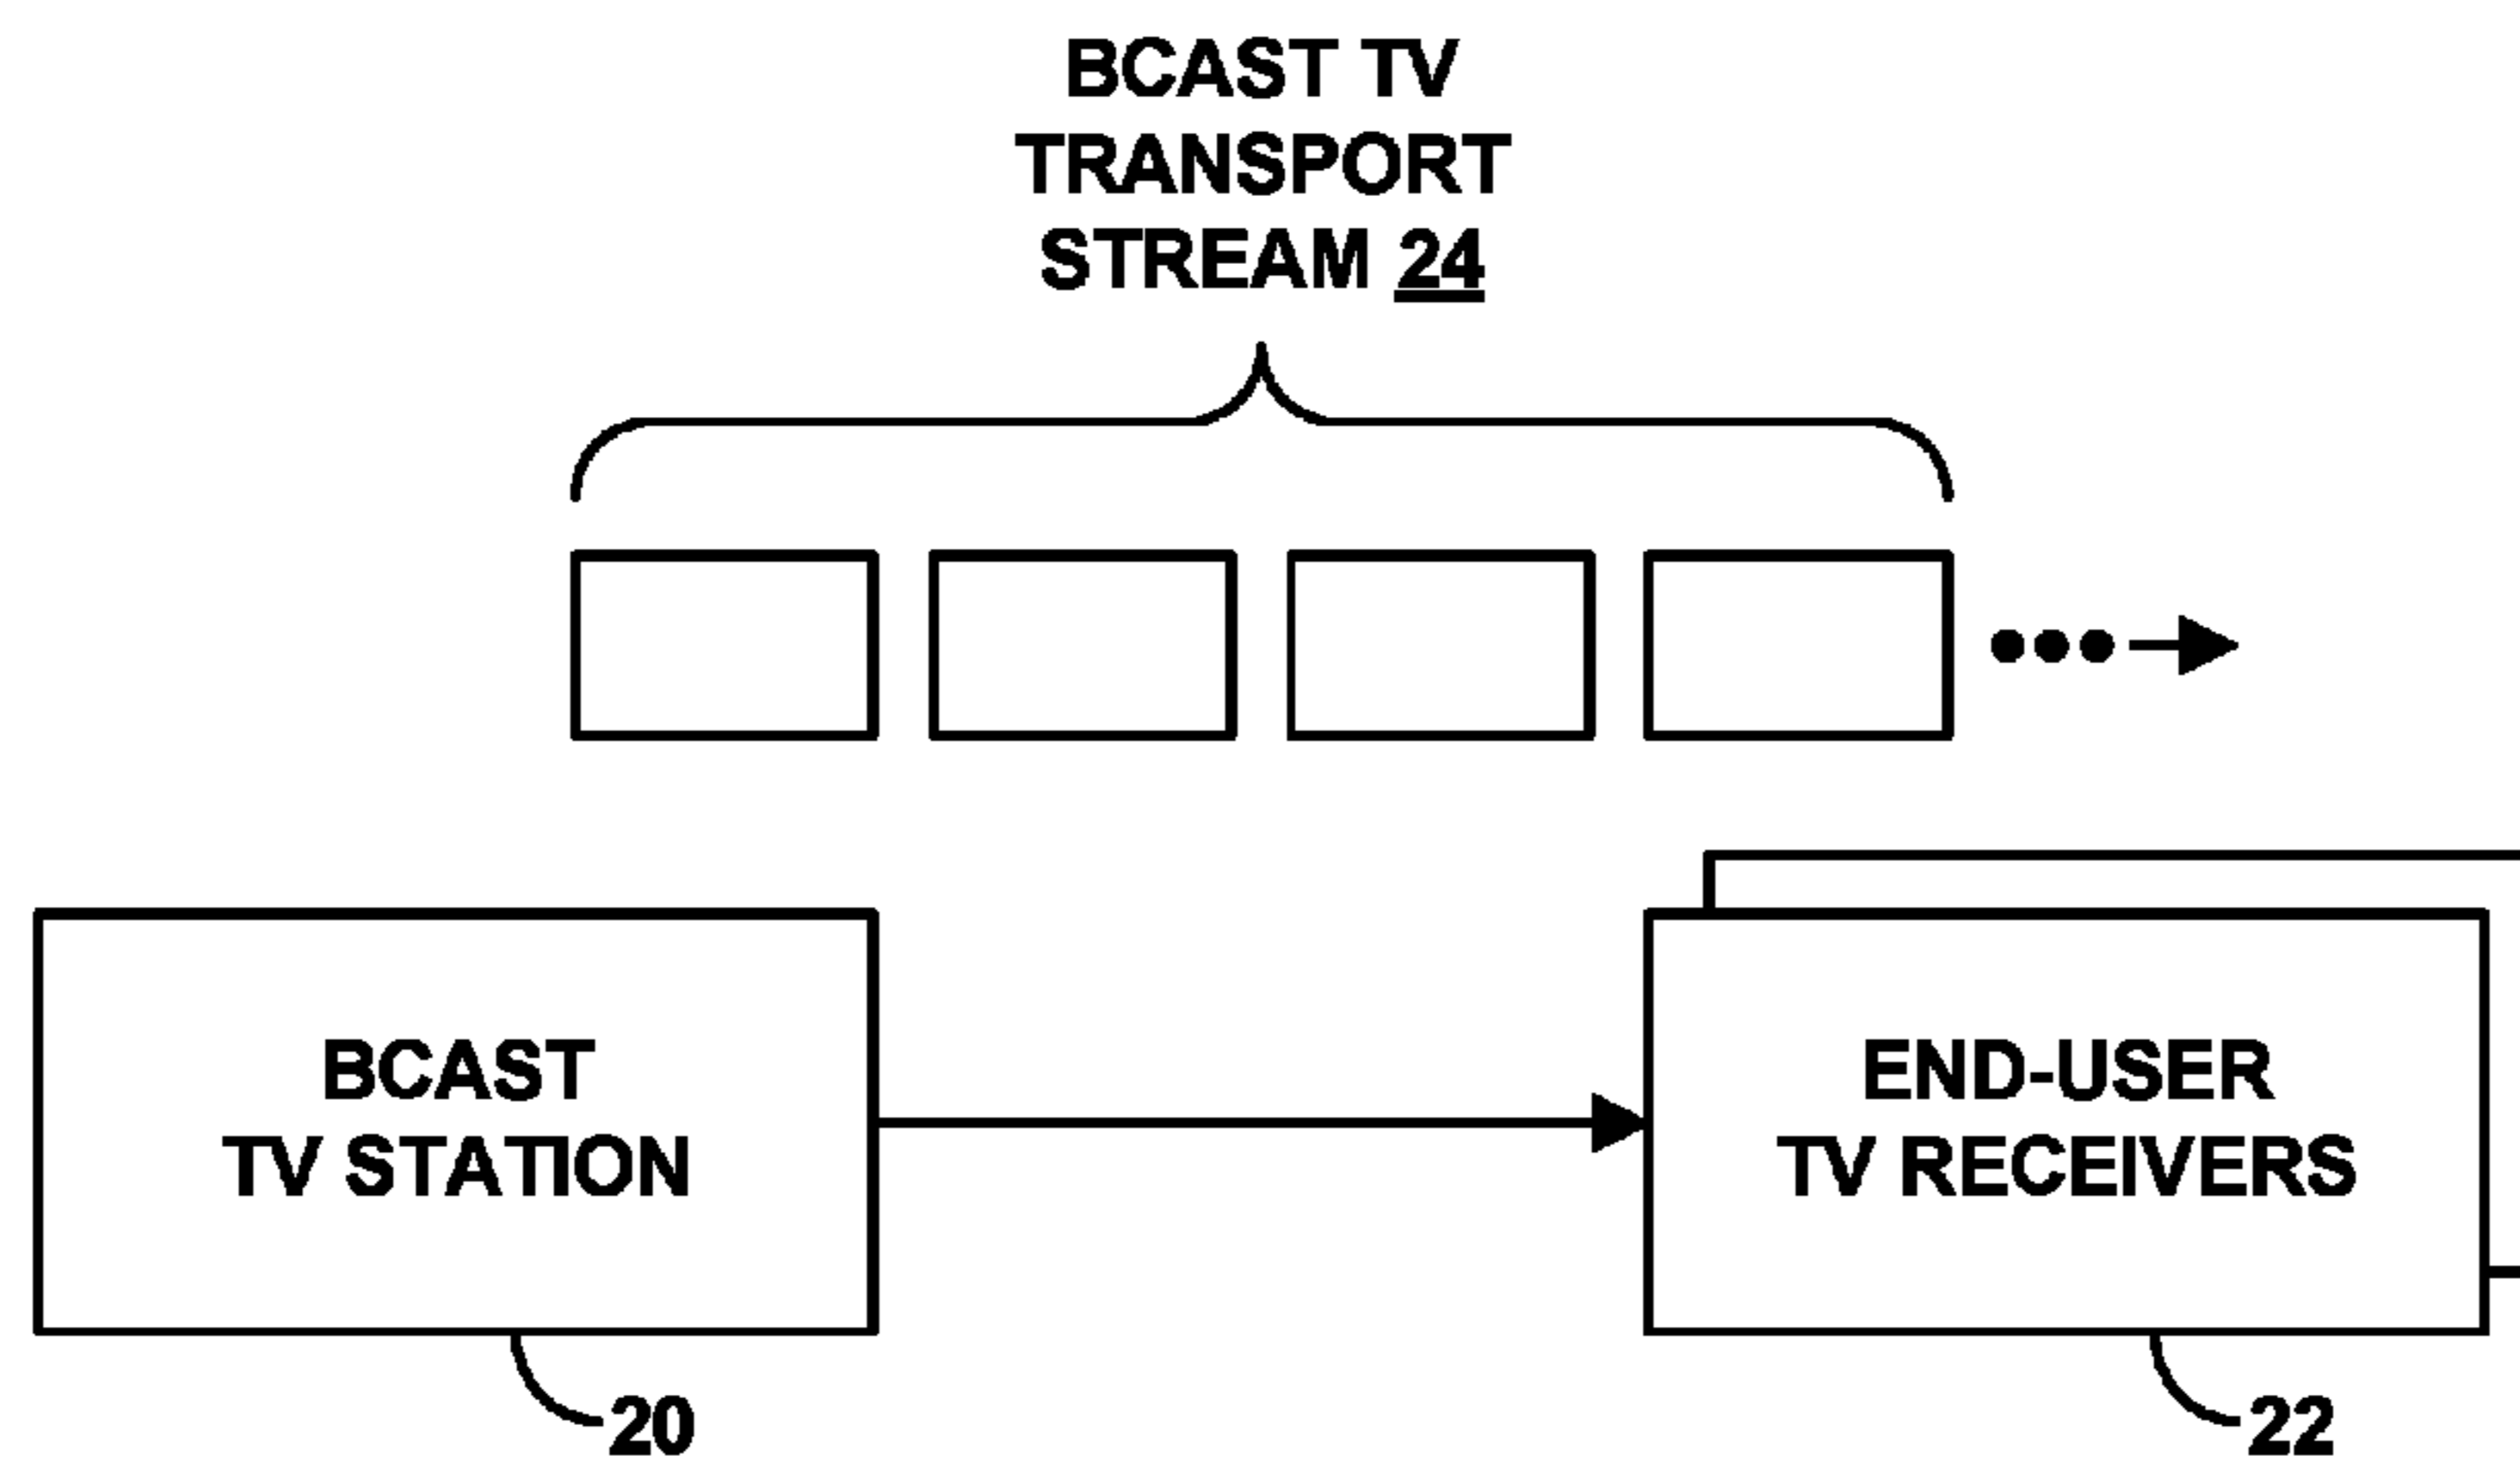 BCAST TV
TRANSPORT
STREAM 24
BCAST
TV STATION
END-USER
TV RECEIVERS
20
22